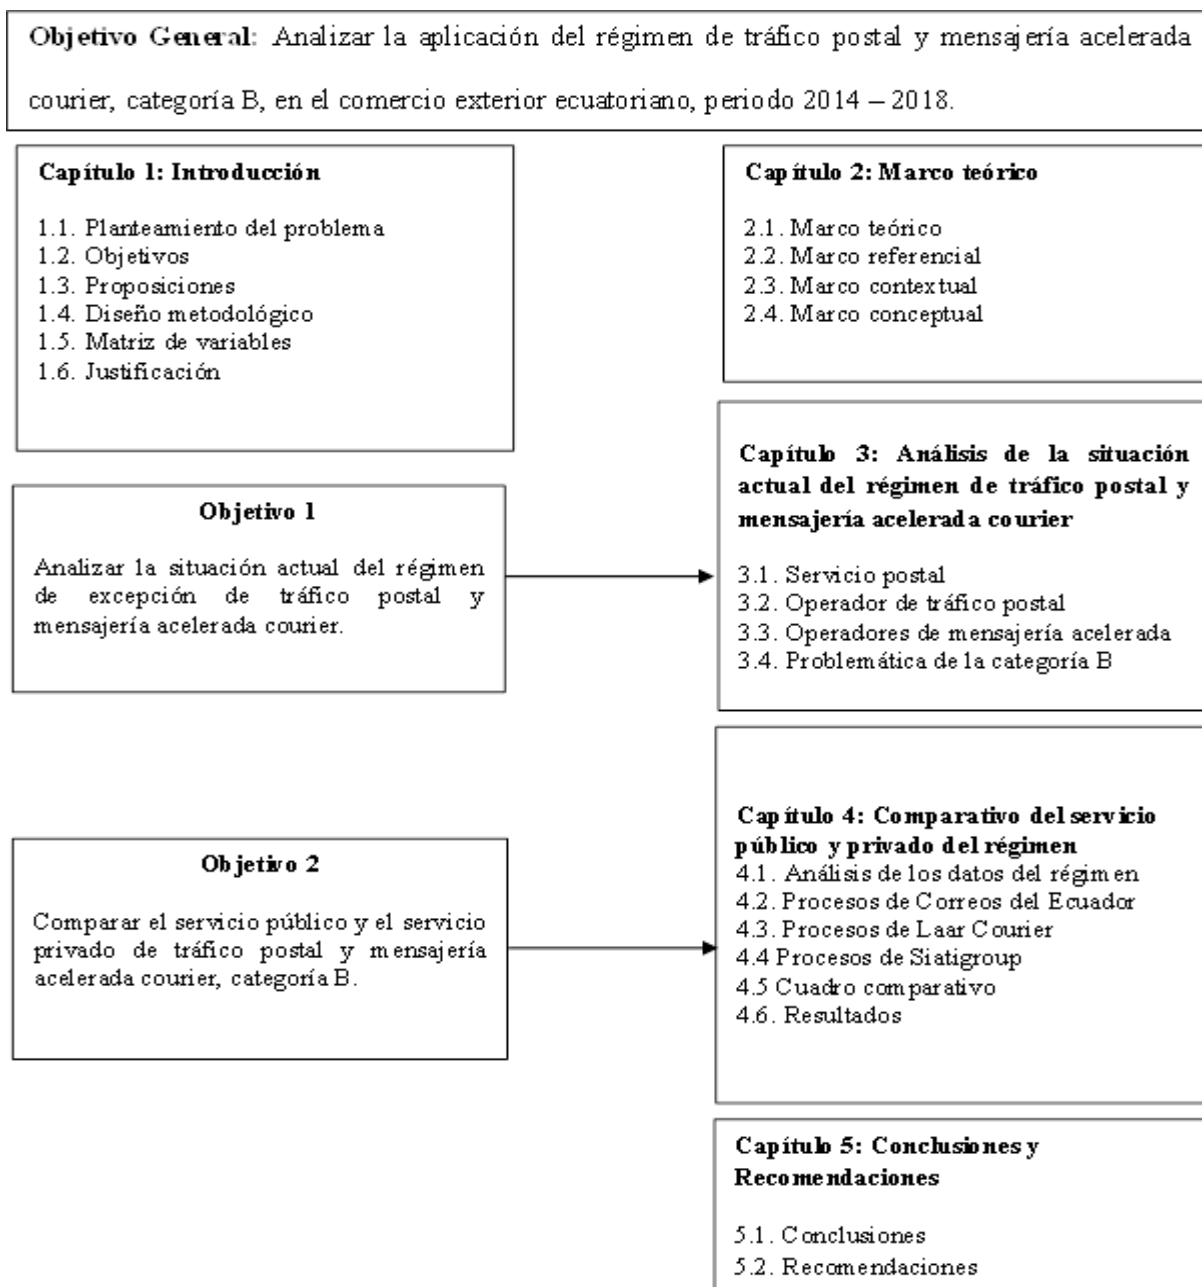 Objetivo General: Analizar la aplicación del régimen de tráfico postal y mensajería acelerada
courier, categoría B, en el comercio exterior ecuatoriano, periodo 2014 – 2018.
Capítulo 1: Introducción
1.1. Planteamiento del problema
1.2. Objetivos
1.3. Proposiciones
1.4. Diseño metodológico
1.5. Matriz de variables
1.6. Justificación
Capítulo 2: Marco teórico
2.1. Marco teórico
2.2. Marco referencial
2.3. Marco contextual
2.4. Marco conceptual
Objetivo 1
Analizar la situación actual del régimen
de excepción de tráfico postal y
mensajería acelerada courier.
Capítulo 3: Análisis de la situación
actual del régimen de tráfico postal y
mensajería acelerada courier
3.1. Servicio postal
3.2. Operador de tráfico postal
3.3. Operadores de mensajería acelerada
3.4. Problemática de la categoría B
Objetivo 2
Comparar el servicio público y el servicio
privado de tráfico postal y mensajería
acelerada courier, categoría B.
Capítulo 4: Comparativo del servicio
público y privado del régimen
4.1. Análisis de los datos del régimen
4.2. Procesos de Correos del Ecuador
4.3. Procesos de Laar Courier
4.4 Procesos de Siatigroup
4.5 Cuadro comparativo
4.6. Resultados
Capítulo 5: Conclusiones y
Recomendaciones
5.1. Conclusiones
5.2. Recomendaciones